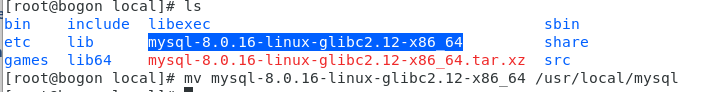 [root@bogon local]# ls
bin include libexec sbin
etc lib mysql-8.0.16-linux-glibc2.12-x86_64 share
games lib64 mysql-8.0.16-linux-glibc2.12-x86_64.tar.xz src
[root@bogon local]# mv mysql-8.0.16-linux-glibc2.12-x86_64 /usr/local/mysql